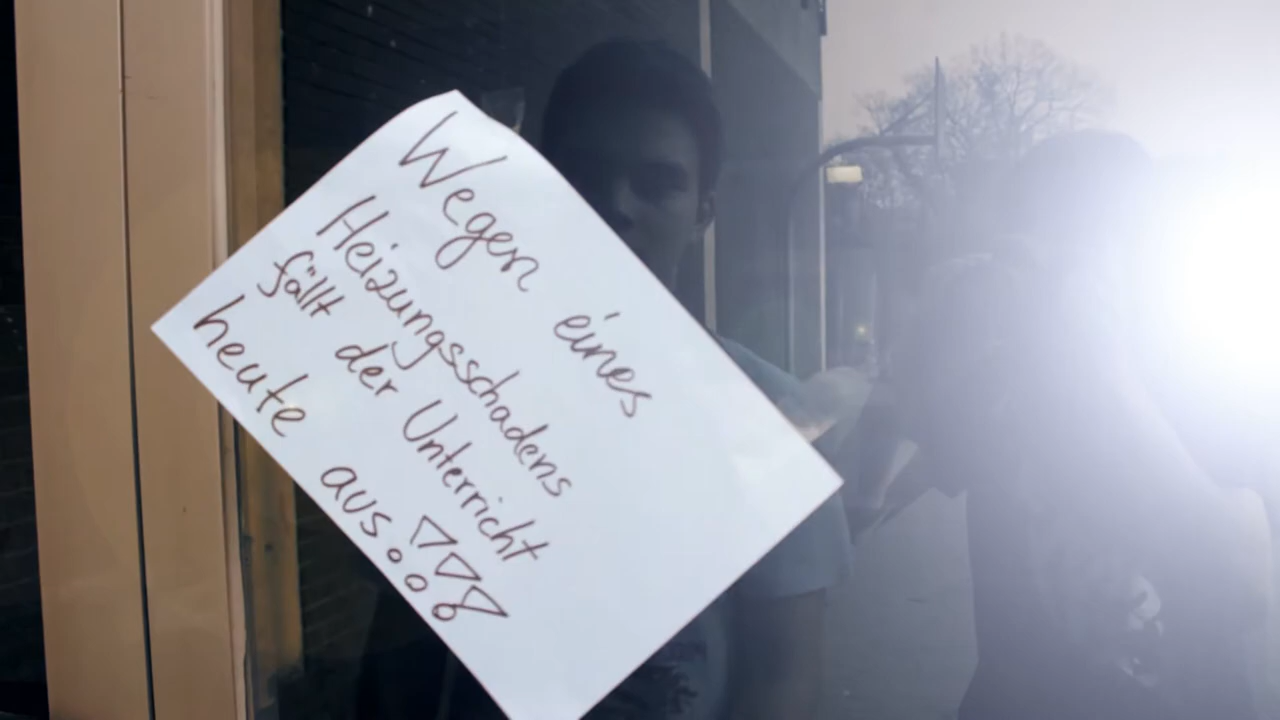 Wegen eines
Heizungsschadens
fällt der Unterricht
heute aus!!!